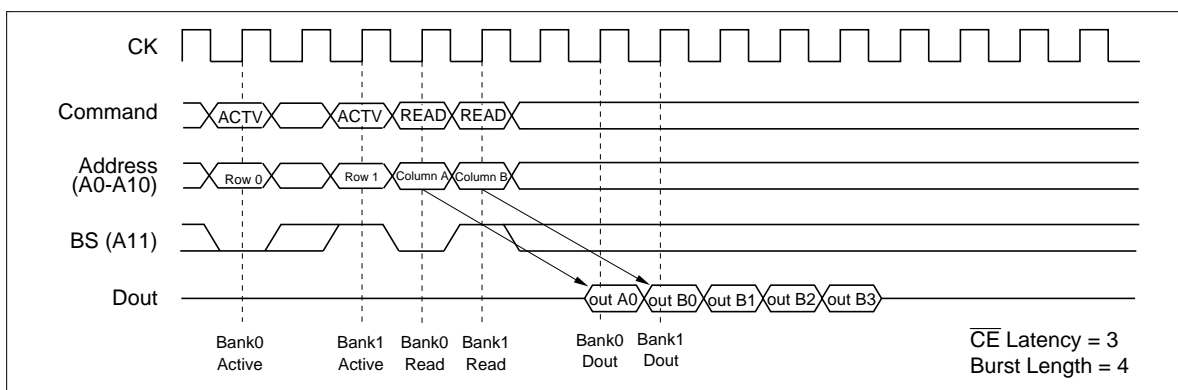 CK
Command
ACTV
ACTV
READ
READ
Address
(A0-A10)
Row 0
Row 1
Column A
Column B
BS (A11)
Dout
out A0
out B0
out B1
out B2
out B3
Bank0
Active
Bank1
Active
Bank0
Read
Bank1
Read
Bank0
Dout
Bank1
Dout
CE Latency = 3
Burst Length = 4